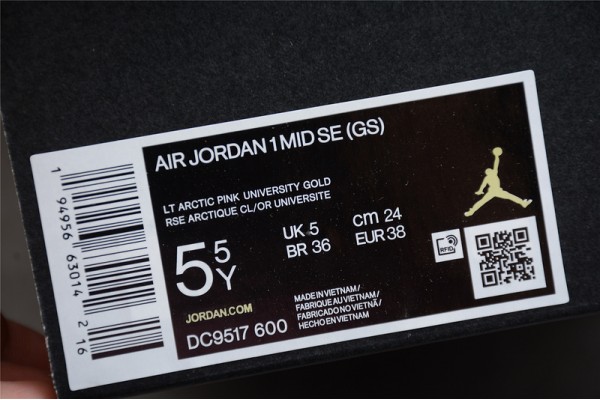 AIR JORDAN 1 MID SE (GS)
LT ARCTIC PINK UNIVERSITY GOLD
RSE ARCTIQUE CL/OR UNIVERSITE
5 5Y
UK 5
BR 36
cm 24
EUR 38
RFID
JORDAN.COM
DC9517 600
MADE IN VIETNAM/
FABRIQUE AU VIETNAM/
FABRICADO NO VIETNÃ/
HECHO EN VIETNAM
1 94956 63014 2 16